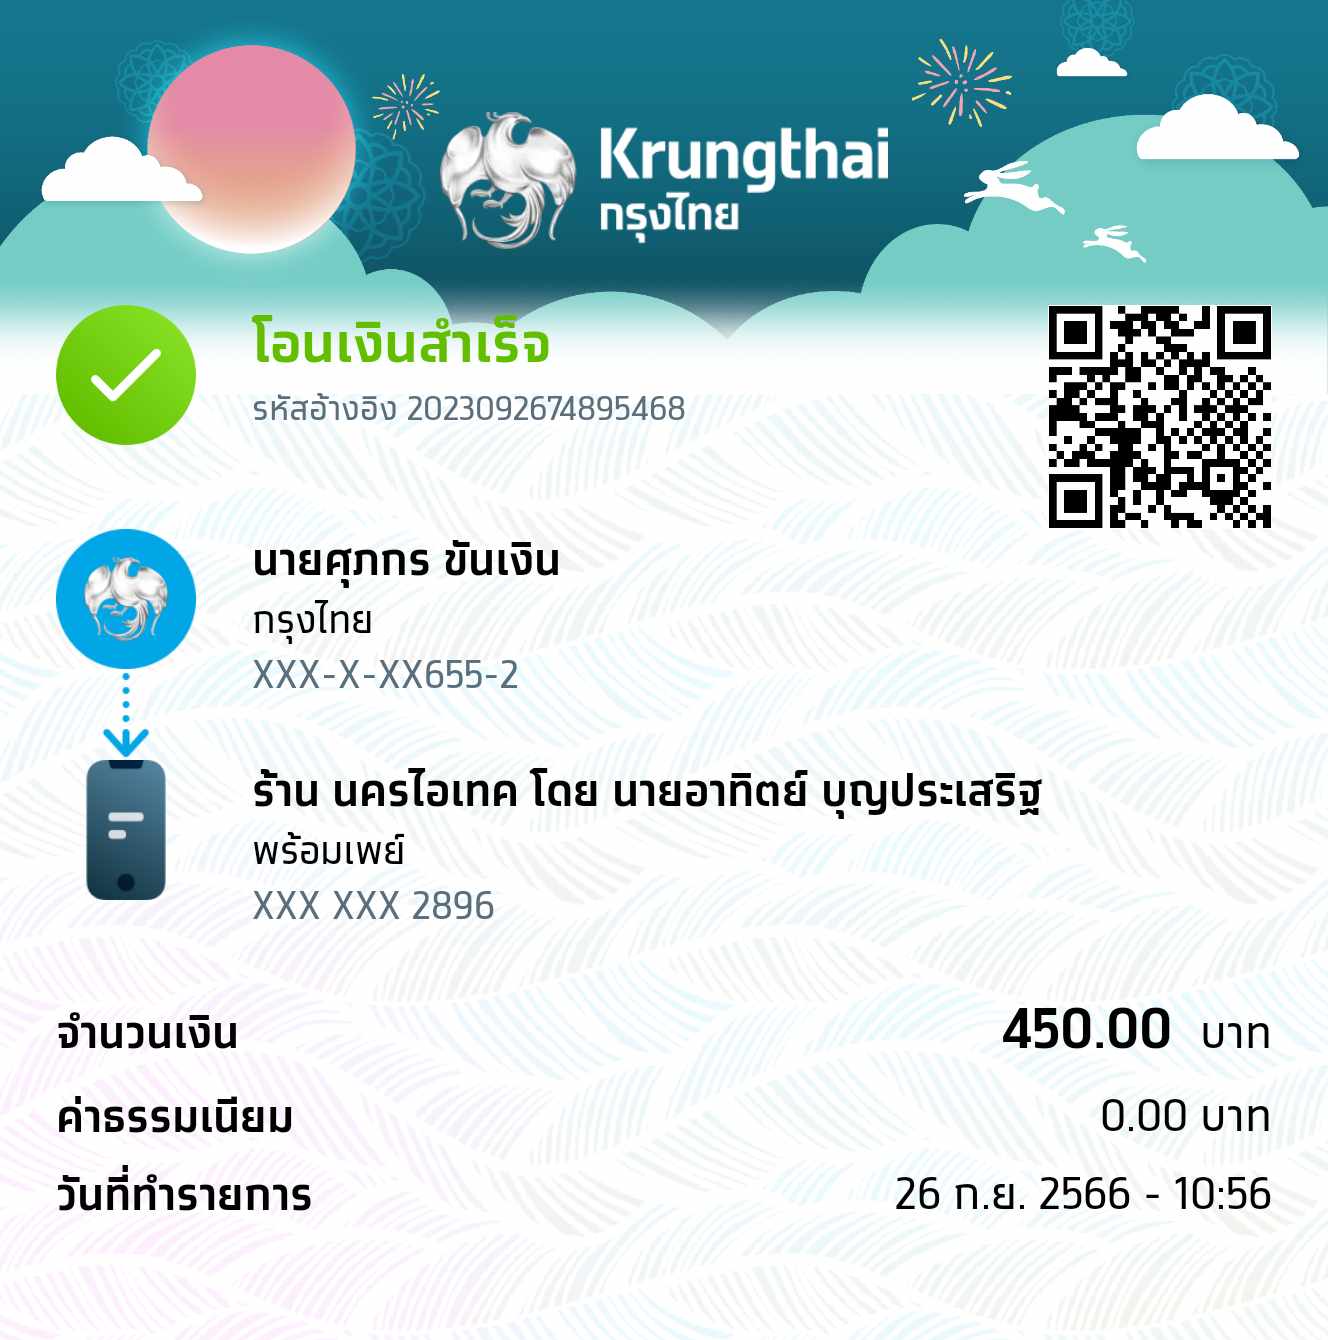 Krungthai
กรุงไทย
โอนเงินสำเร็จ
รหัสอ้างอิง 2023092674895468
นายศุภกร ขันเงิน
กรุงไทย
XXX-X-XX655-2
ร้าน นครไอเทค โดย นายอาทิตย์ บุญประเสริฐ
พร้อมเพย์
XXX XXX 2896
จำนวนเงิน 450.00 บาท
ค่าธรรมเนียม 0.00 บาท
วันที่ทำรายการ 26 ก.ย. 2566 - 10:56